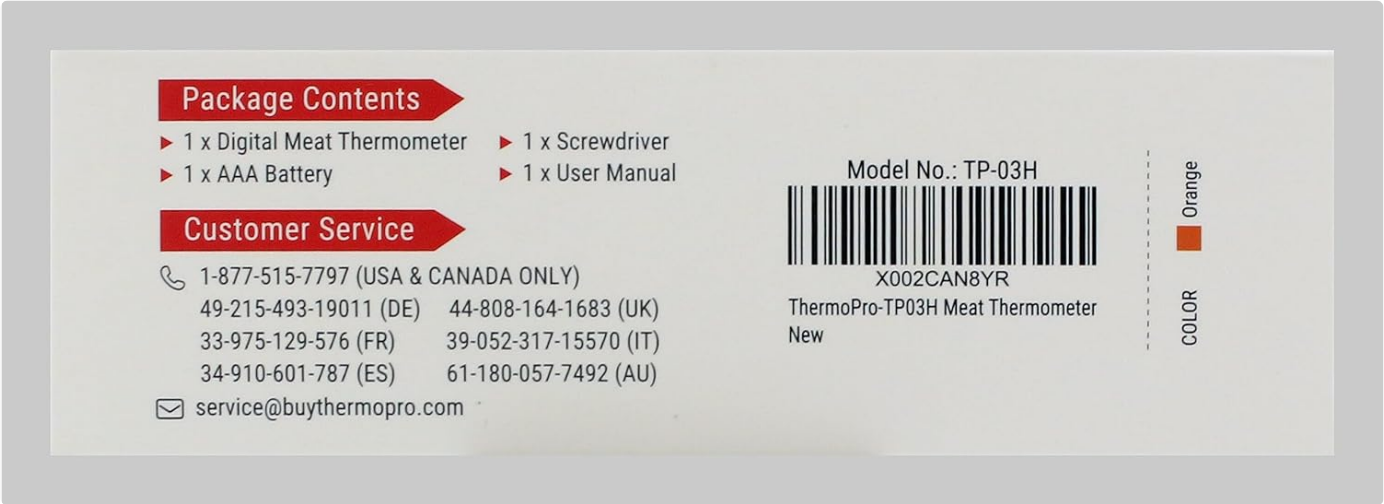 Package Contents
1 x Digital Meat Thermometer
1 x Screwdriver
1 x AAA Battery
1 x User Manual
Customer Service
1-877-515-7797 (USA & CANADA ONLY)
49-215-493-19011 (DE) 44-808-164-1683 (UK)
33-975-129-576 (FR) 39-052-317-15570 (IT)
34-910-601-787 (ES) 61-180-057-7492 (AU)
service@buythermopro.com
Model No.: TP-03H
X002CAN8YR
ThermoPro-TP03H Meat Thermometer
New
COLOR Orange